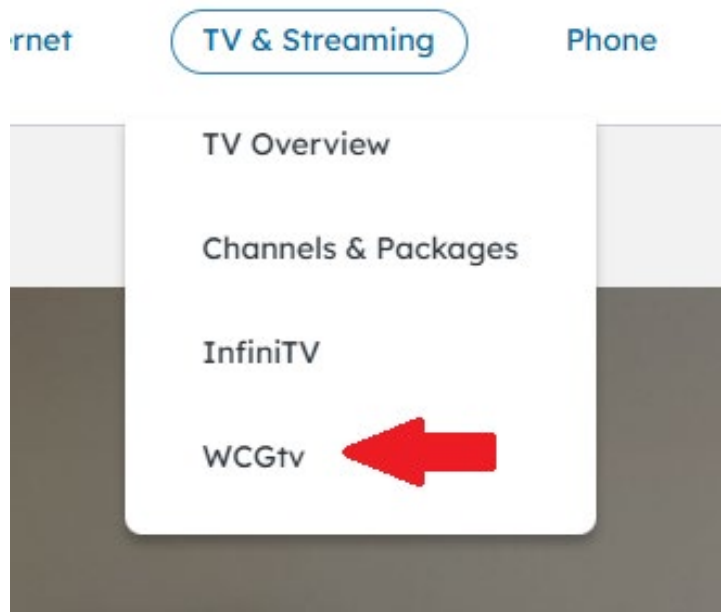 rnet TV & Streaming Phone
TV Overview
Channels & Packages
InfiniTV
WCGtv